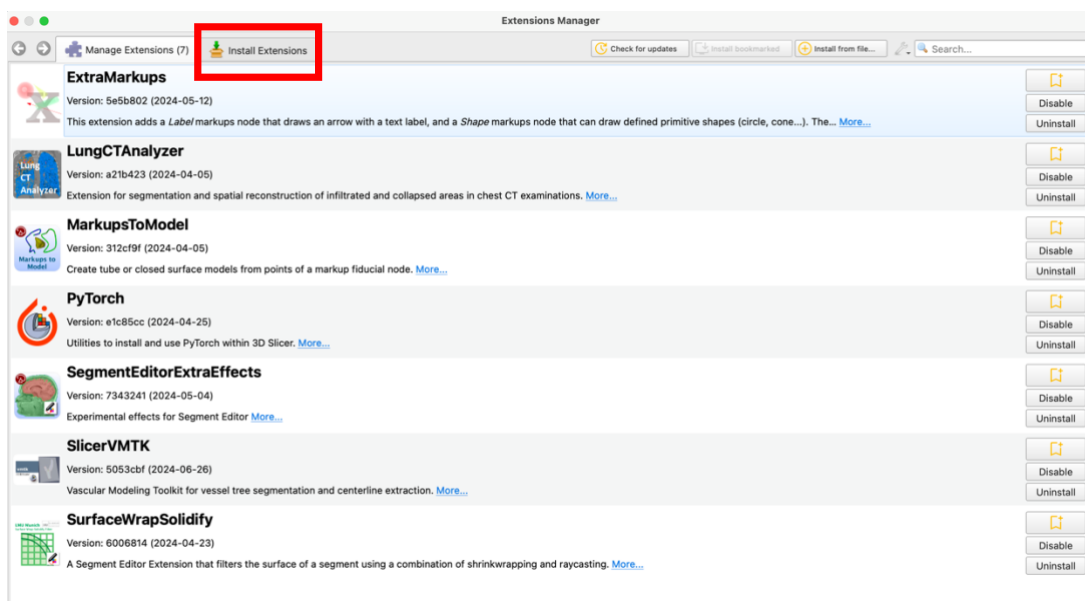 Extensions Manager
Manage Extensions (7)
Install Extensions
Check for updates
Install bookmarked
Install from file...
Search...
ExtraMarkups
Version: 5e5b802 (2024-05-12)
This extension adds a Label markups node that draws an arrow with a text label, and a Shape markups node that can draw defined primitive shapes (circle, cone...). The... More...
Disable
Uninstall
Lung
CT
Analyzer
LungCTAnalyzer
Version: a21b423 (2024-04-05)
Extension for segmentation and spatial reconstruction of infiltrated and collapsed areas in chest CT examinations. More...
Disable
Uninstall
Markups to
Model
MarkupsToModel
Version: 312cf9f (2024-04-05)
Create tube or closed surface models from points of a markup fiducial node. More...
Disable
Uninstall
PyTorch
Version: e1c85cc (2024-04-25)
Utilities to install and use PyTorch within 3D Slicer. More...
Disable
Uninstall
SegmentEditorExtraEffects
Version: 7343241 (2024-05-04)
Experimental effects for Segment Editor More...
Disable
Uninstall
SlicerVMTK
Version: 5053cbf (2024-06-26)
Vascular Modeling Toolkit for vessel tree segmentation and centerline extraction. More...
Disable
Uninstall
SurfaceWrapSolidify
Version: 6006814 (2024-04-23)
A Segment Editor Extension that filters the surface of a segment using a combination of shrinkwrapping and raycasting. More...
Disable
Uninstall